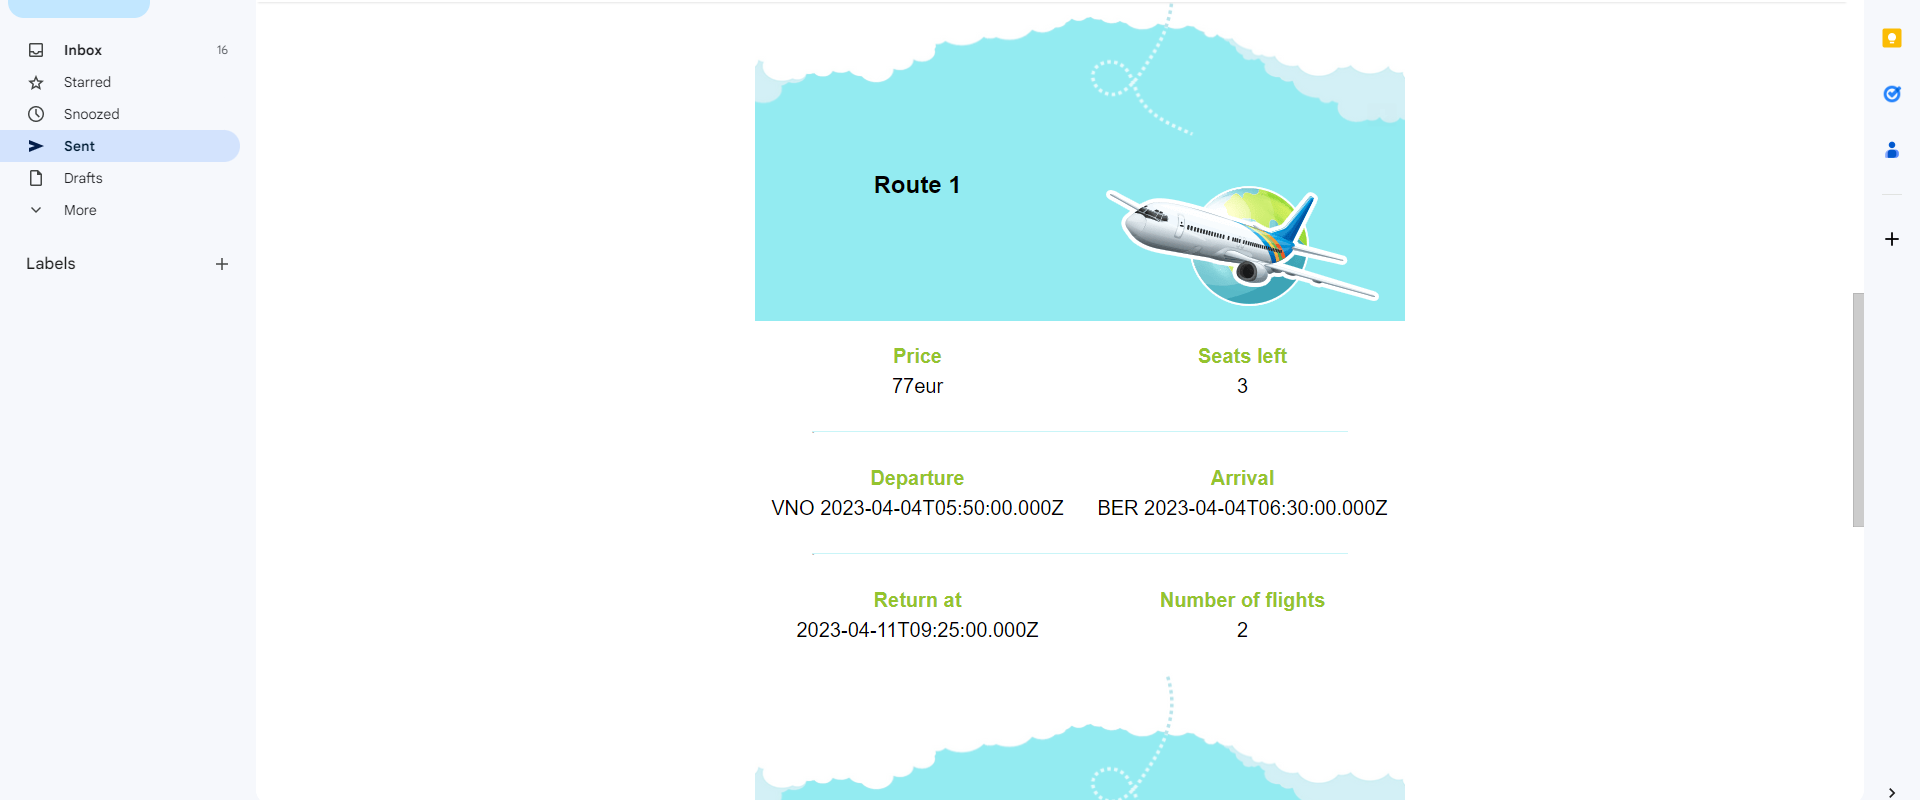 Inbox 16
Starred
Snoozed
Sent
Drafts
More
Labels
Route 1
Price Seats left
77eur 3
Departure Arrival
VNO 2023-04-04T05:50:00.000Z BER 2023-04-04T06:30:00.000Z
Return at Number of flights
2023-04-11T09:25:00.000Z 2